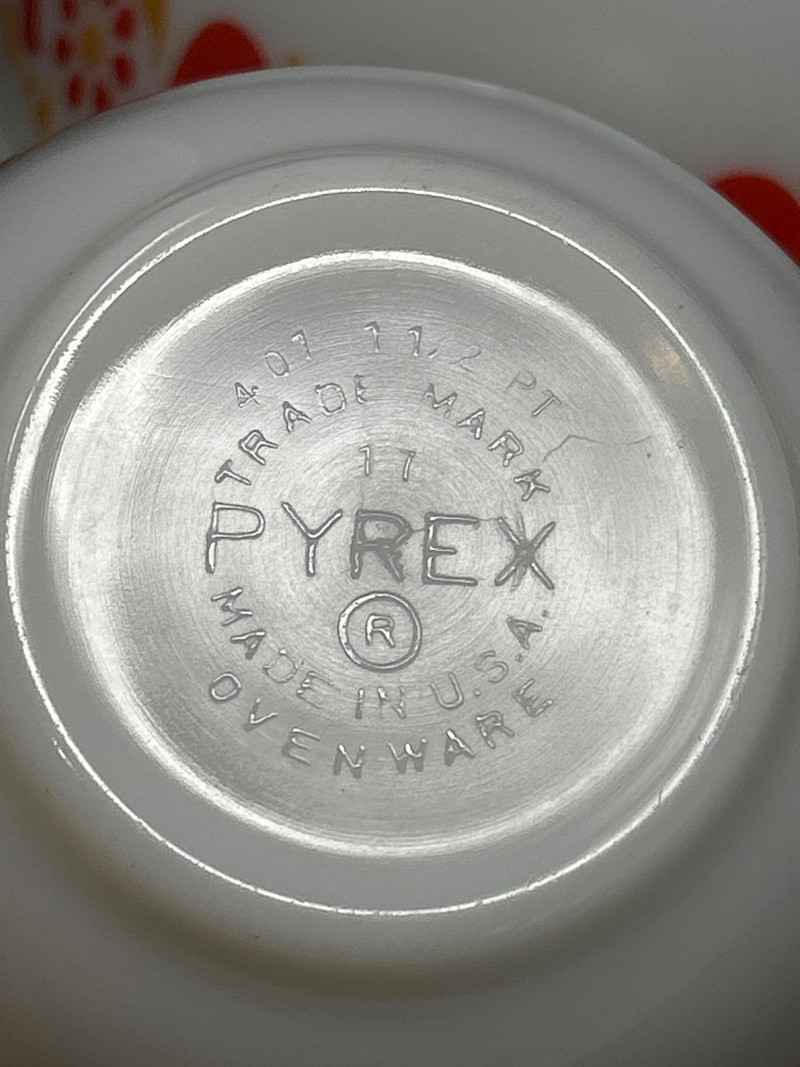 401 1 1/2 PT
TRADE MARK
17
PYREX
®
MADE IN U.S.A.
OVENWARE